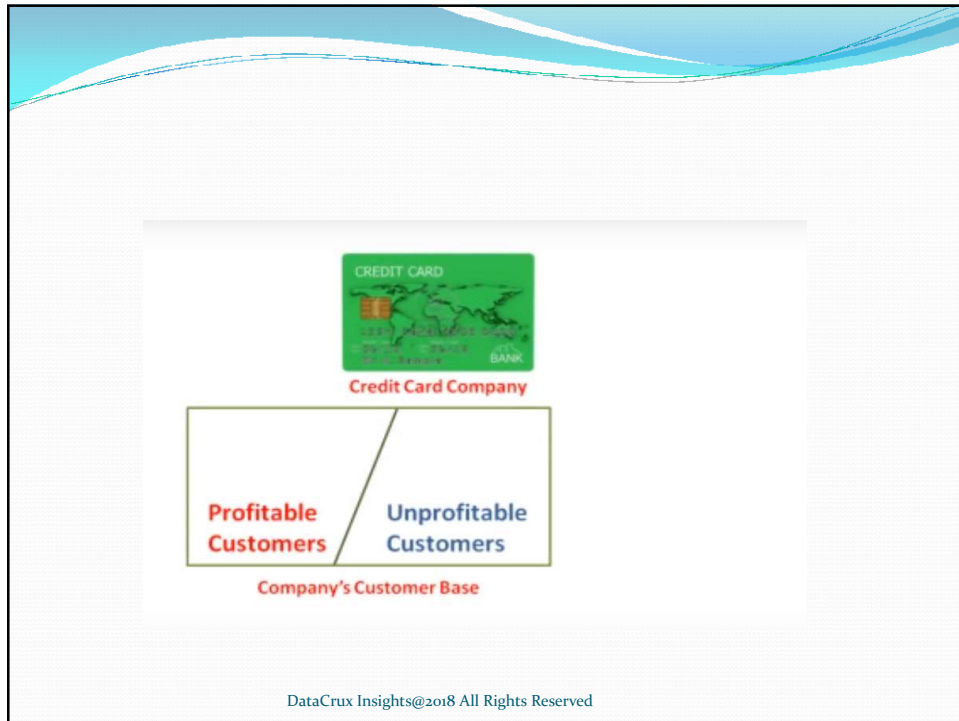 CREDIT CARD
BANK
Credit Card Company
Profitable
Customers
Unprofitable
Customers
Company's Customer Base
DataCrux Insights@2018 All Rights Reserved